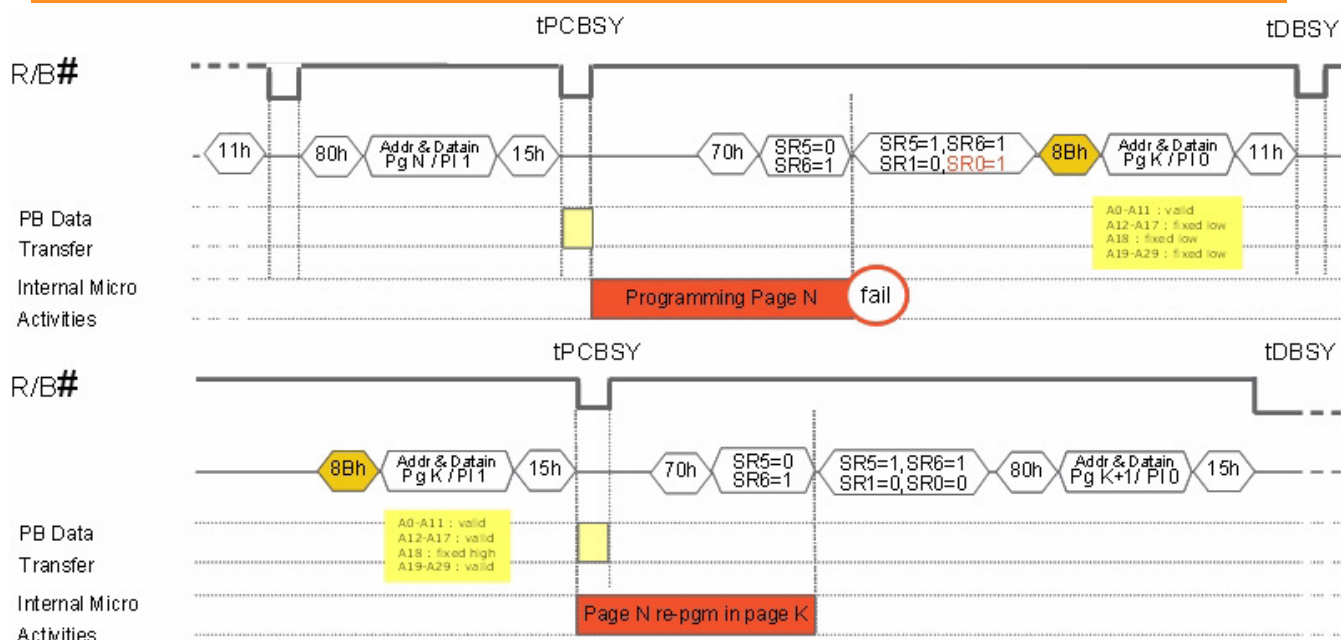 tPCBSY
tDBSY
R/B#
11h
80h
Addr & Datain
Pg N / Pl 1
15h
70h
SR5=0
SR6=1
SR5=1,SR6=1
SR1=0,SR0=1
8Bh
Addr & Datain
Pg K / Pl 0
11h
PB Data
Transfer
A0-A11 : valid
A12-A17 : fixed low
A18 : fixed low
A19-A29 : fixed low
Internal Micro
Activities
Programming Page N
fail
tPCBSY
tDBSY
R/B#
8Bh
Addr & Datain
Pg K / Pl 1
15h
70h
SR5=0
SR6=1
SR5=1,SR6=1
SR1=0,SR0=0
80h
Addr & Datain
Pg K+1 / Pl 0
15h
PB Data
Transfer
A0-A11 : valid
A12-A17 : valid
A18 : fixed high
A19-A29 : valid
Internal Micro
Activities
Page N re-pgm in page K